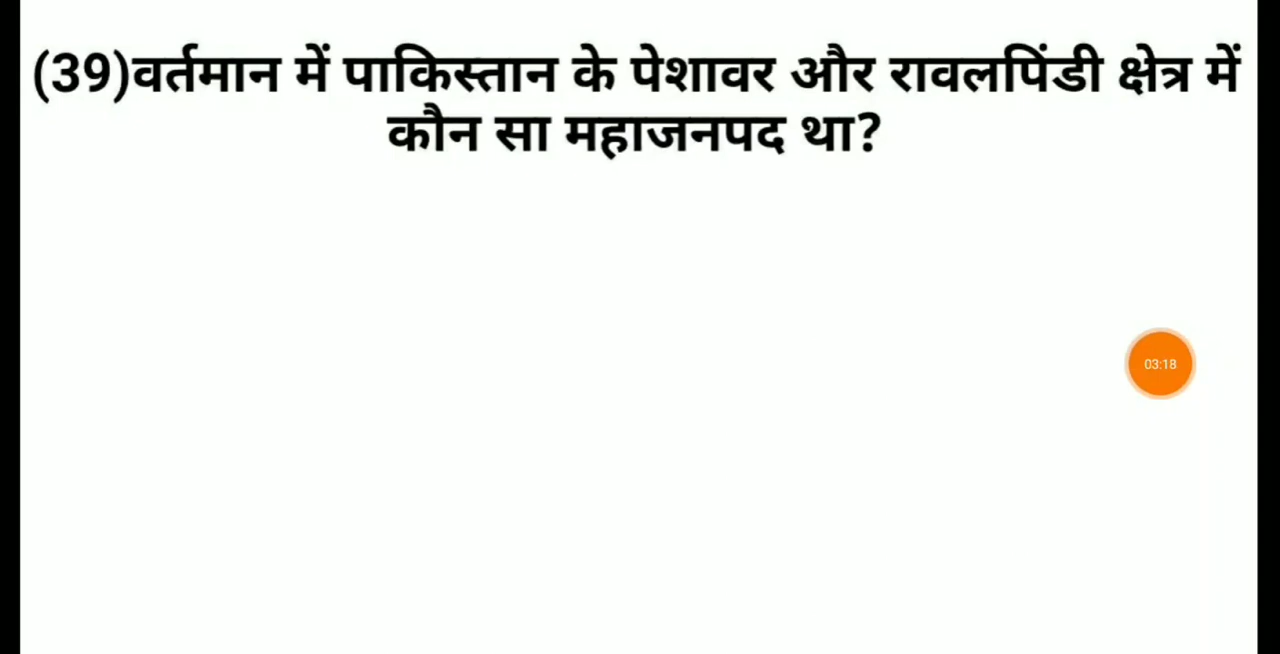 (39)वर्तमान में पाकिस्तान के पेशावर और रावलपिंडी क्षेत्र में
कौन सा महाजनपद था?
03:18